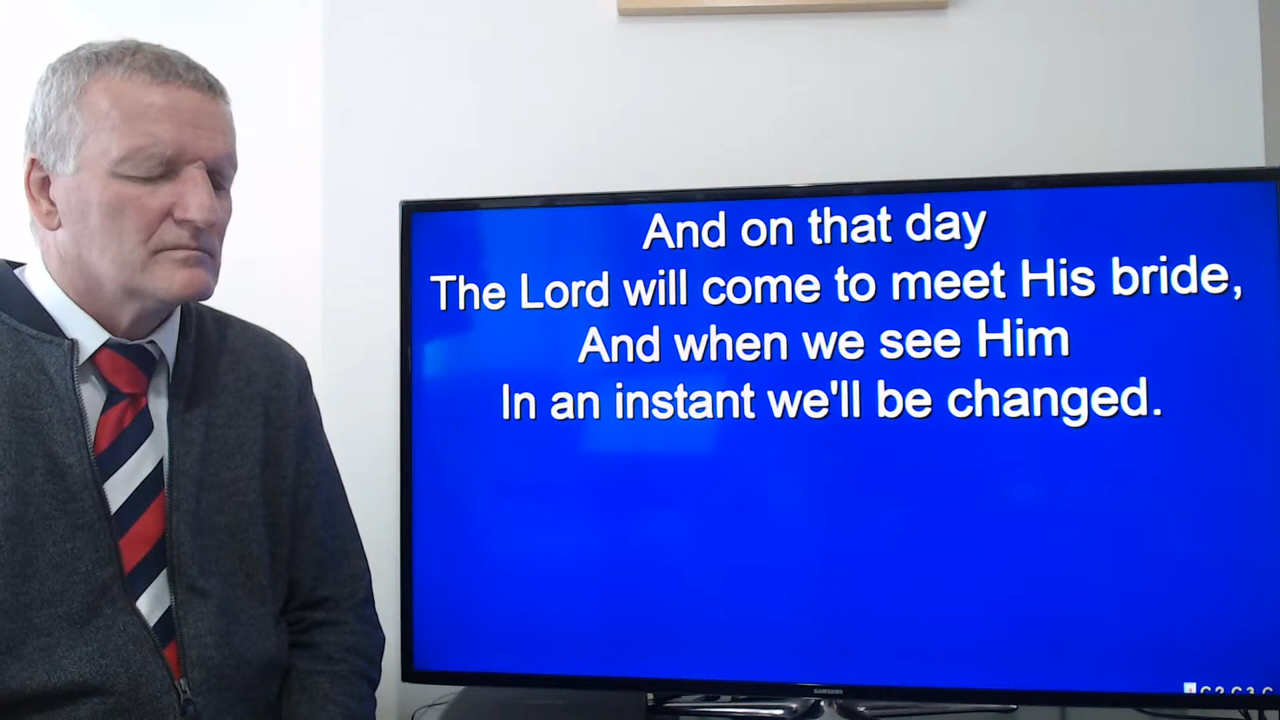 And on that day
The Lord will come to meet His bride,
And when we see Him
In an instant we'll be changed.
SAMSUNG